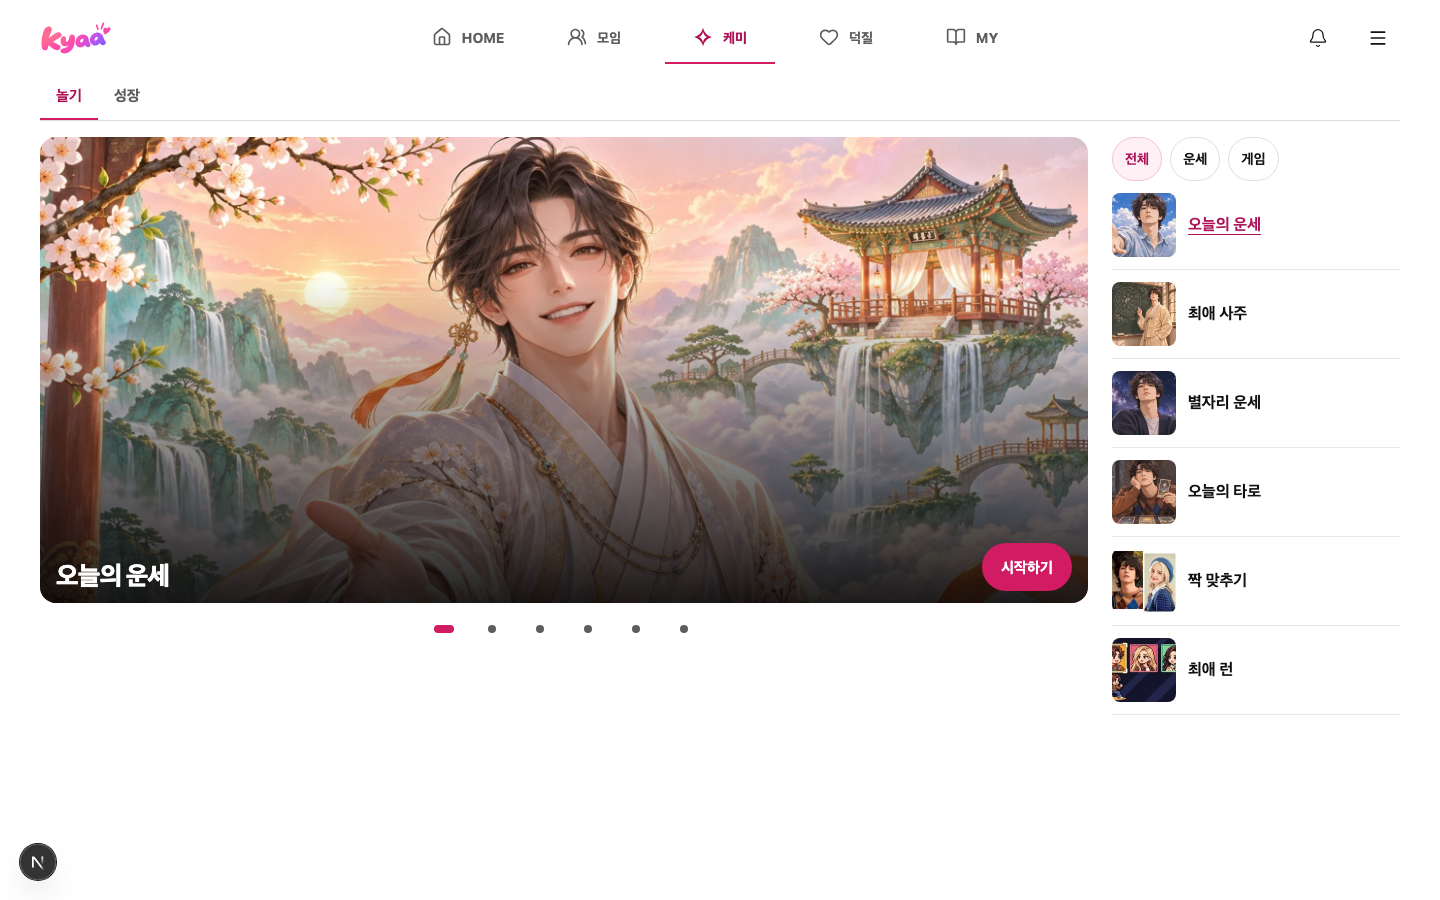 kyaa
HOME
모임
케미
덕질
MY
놀기
성장
오늘의 운세
시작하기
전체
운세
게임
오늘의 운세
최애 사주
별자리 운세
오늘의 타로
짝 맞추기
최애 런
N